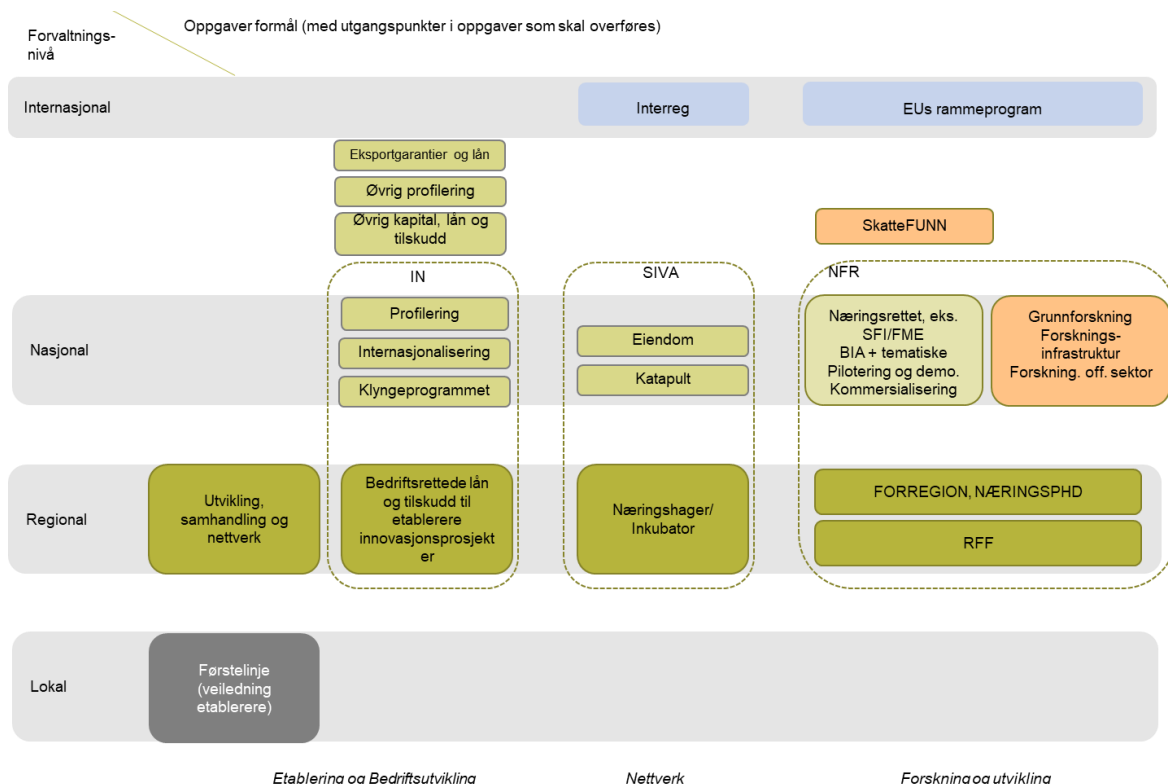 Oppgaver formål (med utgangspunkter i oppgaver som skal overføres)
Forvaltnings-
nivå
Internasjonal
Interreg
EUs rammeprogram
Eksportgarantier og lån
Øvrig profilering
Øvrig kapital, lån og
tilskudd
SkatteFUNN
IN
SIVA
NFR
Nasjonal
Profilering
Internasjonalisering
Klyngeprogrammet
Eiendom
Katapult
Næringsrettet, eks.
SFI/FME
BIA + tematiske
Pilotering og demo.
Kommersialisering
Grunnforskning
Forsknings-
infrastruktur
Forskning. off. sektor
Regional
Utvikling,
samhandling og
nettverk
Bedriftsrettede lån
og tilskudd til
etablerere
innovasjonsprosjekt
er
Næringshager/
Inkubator
FORREGION, NÆRINGSPHD
RFF
Lokal
Førstelinje
(veiledning
etablerere)
Etablering og Bedriftsutvikling
Nettverk
Forskning og utvikling